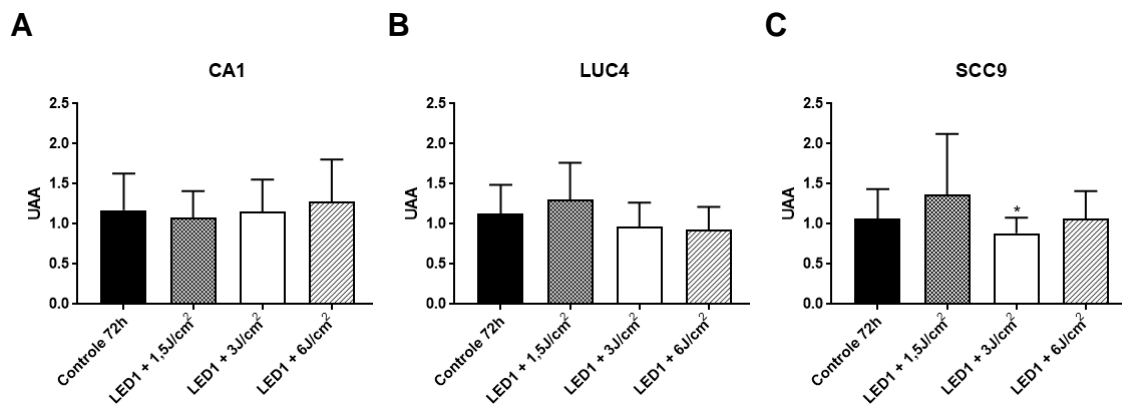 A
CA1
UAA
2.5
2.0
1.5
1.0
0.5
0.0
Controle 72h
LED1 + 1,5J/cm²
LED1 + 3J/cm²
LED1 + 6J/cm²
B
LUC4
UAA
2.5
2.0
1.5
1.0
0.5
0.0
Controle 72h
LED1 + 1,5J/cm²
LED1 + 3J/cm²
LED1 + 6J/cm²
C
SCC9
UAA
2.5
2.0
1.5
1.0
0.5
0.0
*
Controle 72h
LED1 + 1,5J/cm²
LED1 + 3J/cm²
LED1 + 6J/cm²